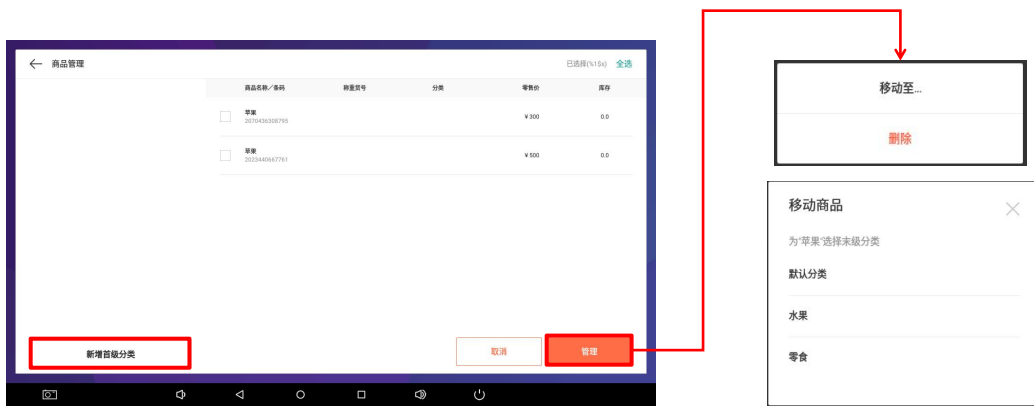 商品管理
已选择(%1$s) 全选
商品名称／条码 称重货号 分类 零售价 库存
苹果
2070436308795
¥ 300 0.0
苹果
2023440667761
¥ 500 0.0
新增首级分类 取消 管理
移动至...
删除
移动商品
为"苹果"选择末级分类
默认分类
水果
零食